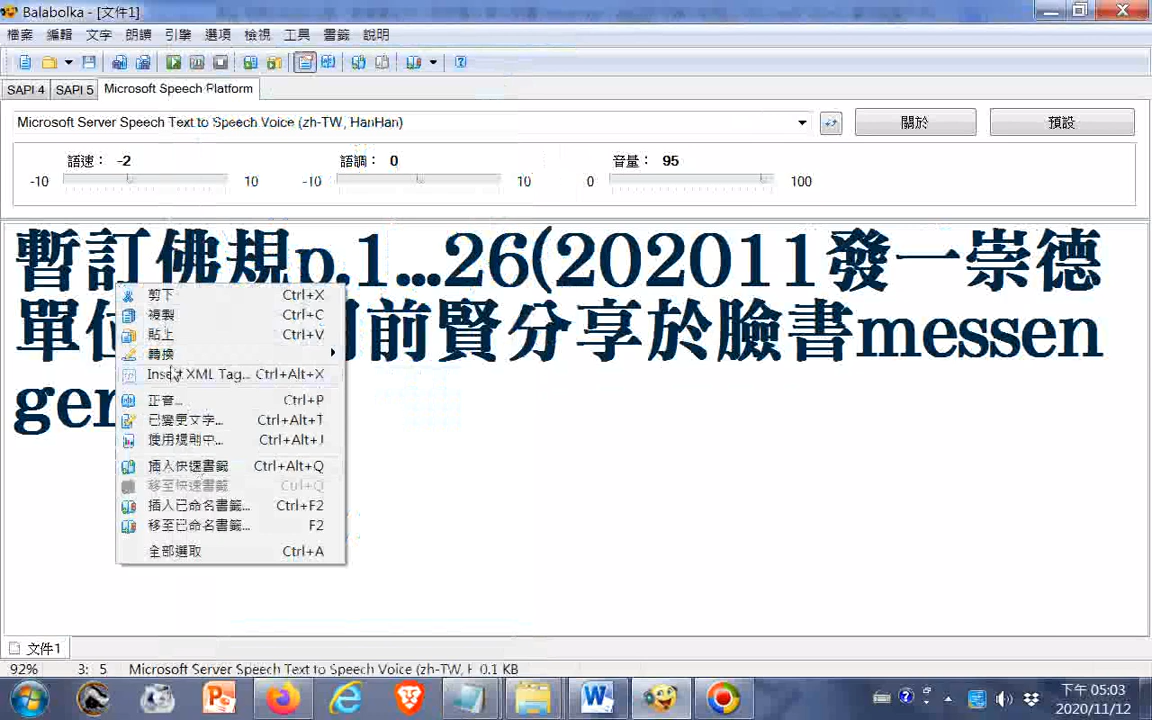 Balabolka - [文件1]
檔案 編輯 文字 朗讀 引擎 選項 檢視 工具 書籤 說明
SAPI 4 SAPI 5 Microsoft Speech Platform
Microsoft Server Speech Text to Speech Voice (zh-TW, HanHan)
關於 預設
語速： -2 語調： 0 音量： 95
-10 10 -10 10 0 100
暫訂佛規p.1...26(202011發一崇德
單位 前賢分享於臉書messen
ger
剪下 Ctrl+X
複製 Ctrl+C
貼上 Ctrl+V
轉換
Insert XML Tag... Ctrl+Alt+X
正音... Ctrl+P
已變更文字... Ctrl+Alt+T
使用規則中... Ctrl+Alt+J
插入快速書籤 Ctrl+Alt+Q
移至快速書籤 Ctrl+Q
插入已命名書籤... Ctrl+F2
移至已命名書籤... F2
全部選取 Ctrl+A
文件1
92% 3: 5 Microsoft Server Speech Text to Speech Voice (zh-TW, H 0.1 KB
下午 05:03
2020/11/12